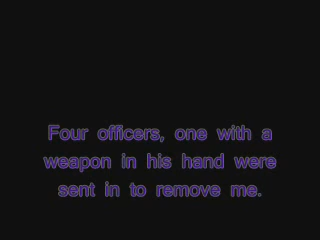 Four officers, one with a
weapon in his hand were
sent in to remove me.